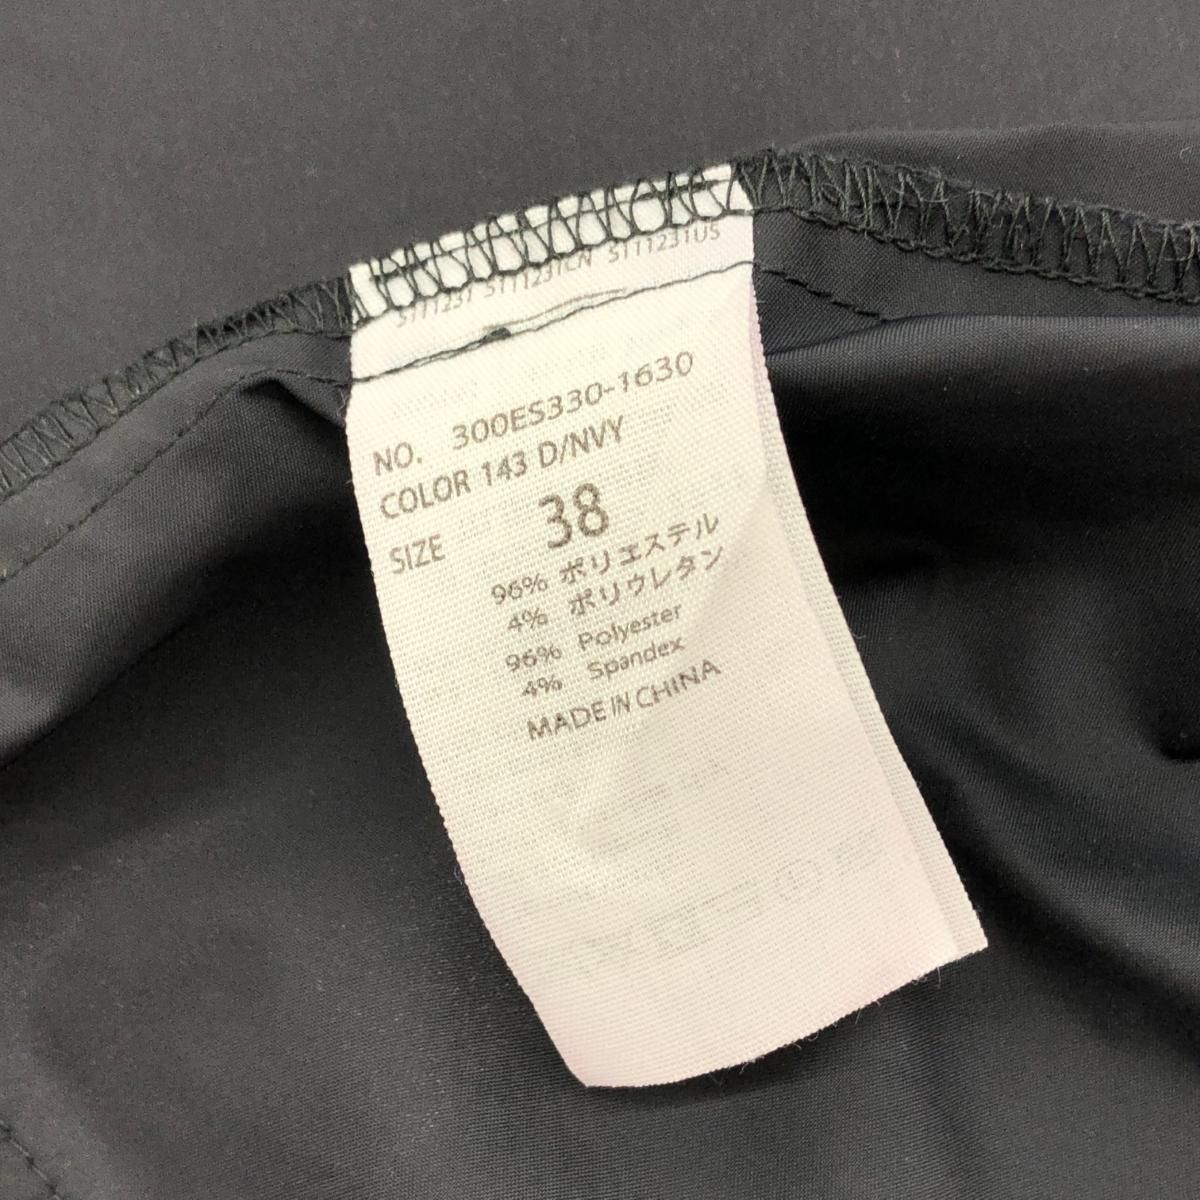 S111231 S111231CN S111231US
NO. 300ES330-1630
COLOR 143 D/NVY
SIZE 38
96% ポリエステル
4% ポリウレタン
96% Polyester
4% Spandex
MADE IN CHINA